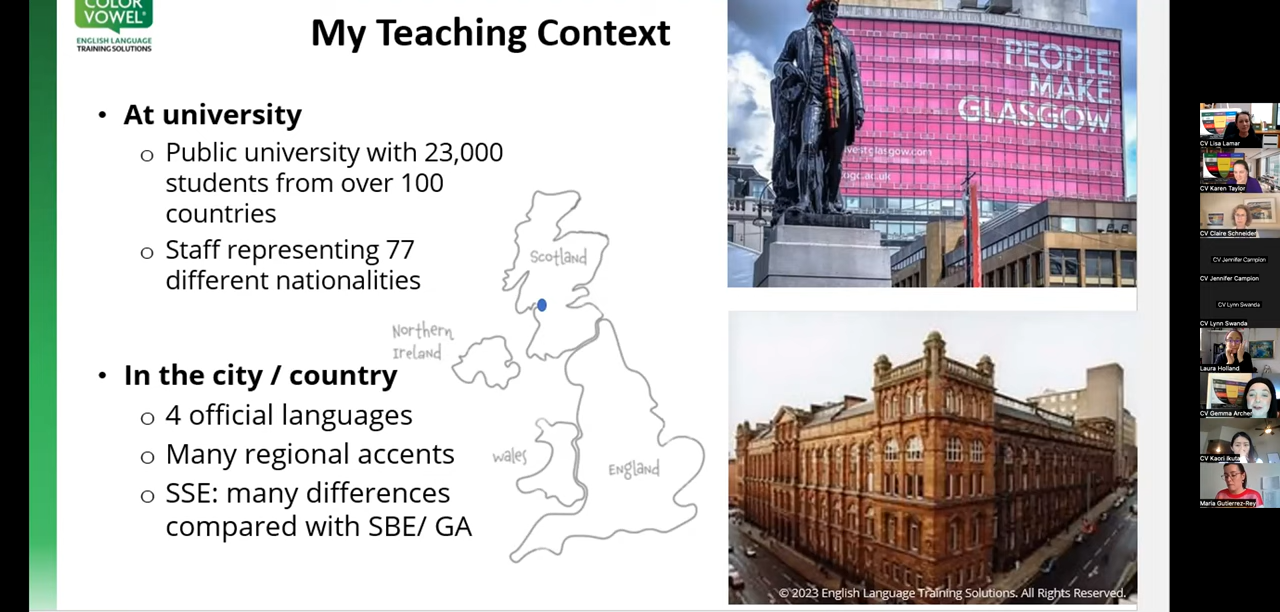 COLOR
VOWEL®
ENGLISH LANGUAGE
TRAINING SOLUTIONS
My Teaching Context
• At university
o Public university with 23,000
students from over 100
countries
o Staff representing 77
different nationalities
• In the city / country
o 4 official languages
o Many regional accents
o SSE: many differences
compared with SBE/ GA
Scotland
Northern
Ireland
Wales
England
PEOPLE
MAKE
GLASGOW
© 2023 English Language Training Solutions. All Rights Reserved.
CV Lisa Lamar
CV Karen Taylor
CV Claire Schneider
CV Jennifer Campion
CV Jennifer Campion
CV Lynn Swanda
CV Lynn Swanda
Laura Holland
CV Gemma Archer
CV Kaori Ikuta
Maria Gutierrez-Rey